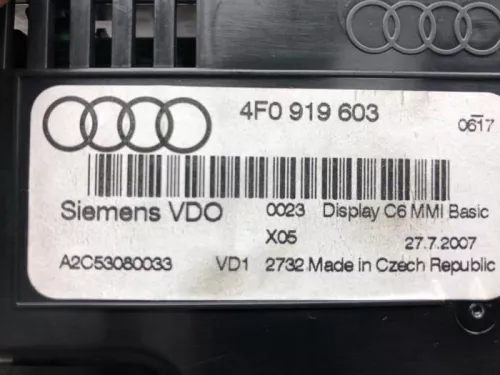 4F0 919 603
0617
Siemens VDO 0023 Display C6 MMI Basic
X05 27.7.2007
A2C53080033 VD1 2732 Made in Czech Republic